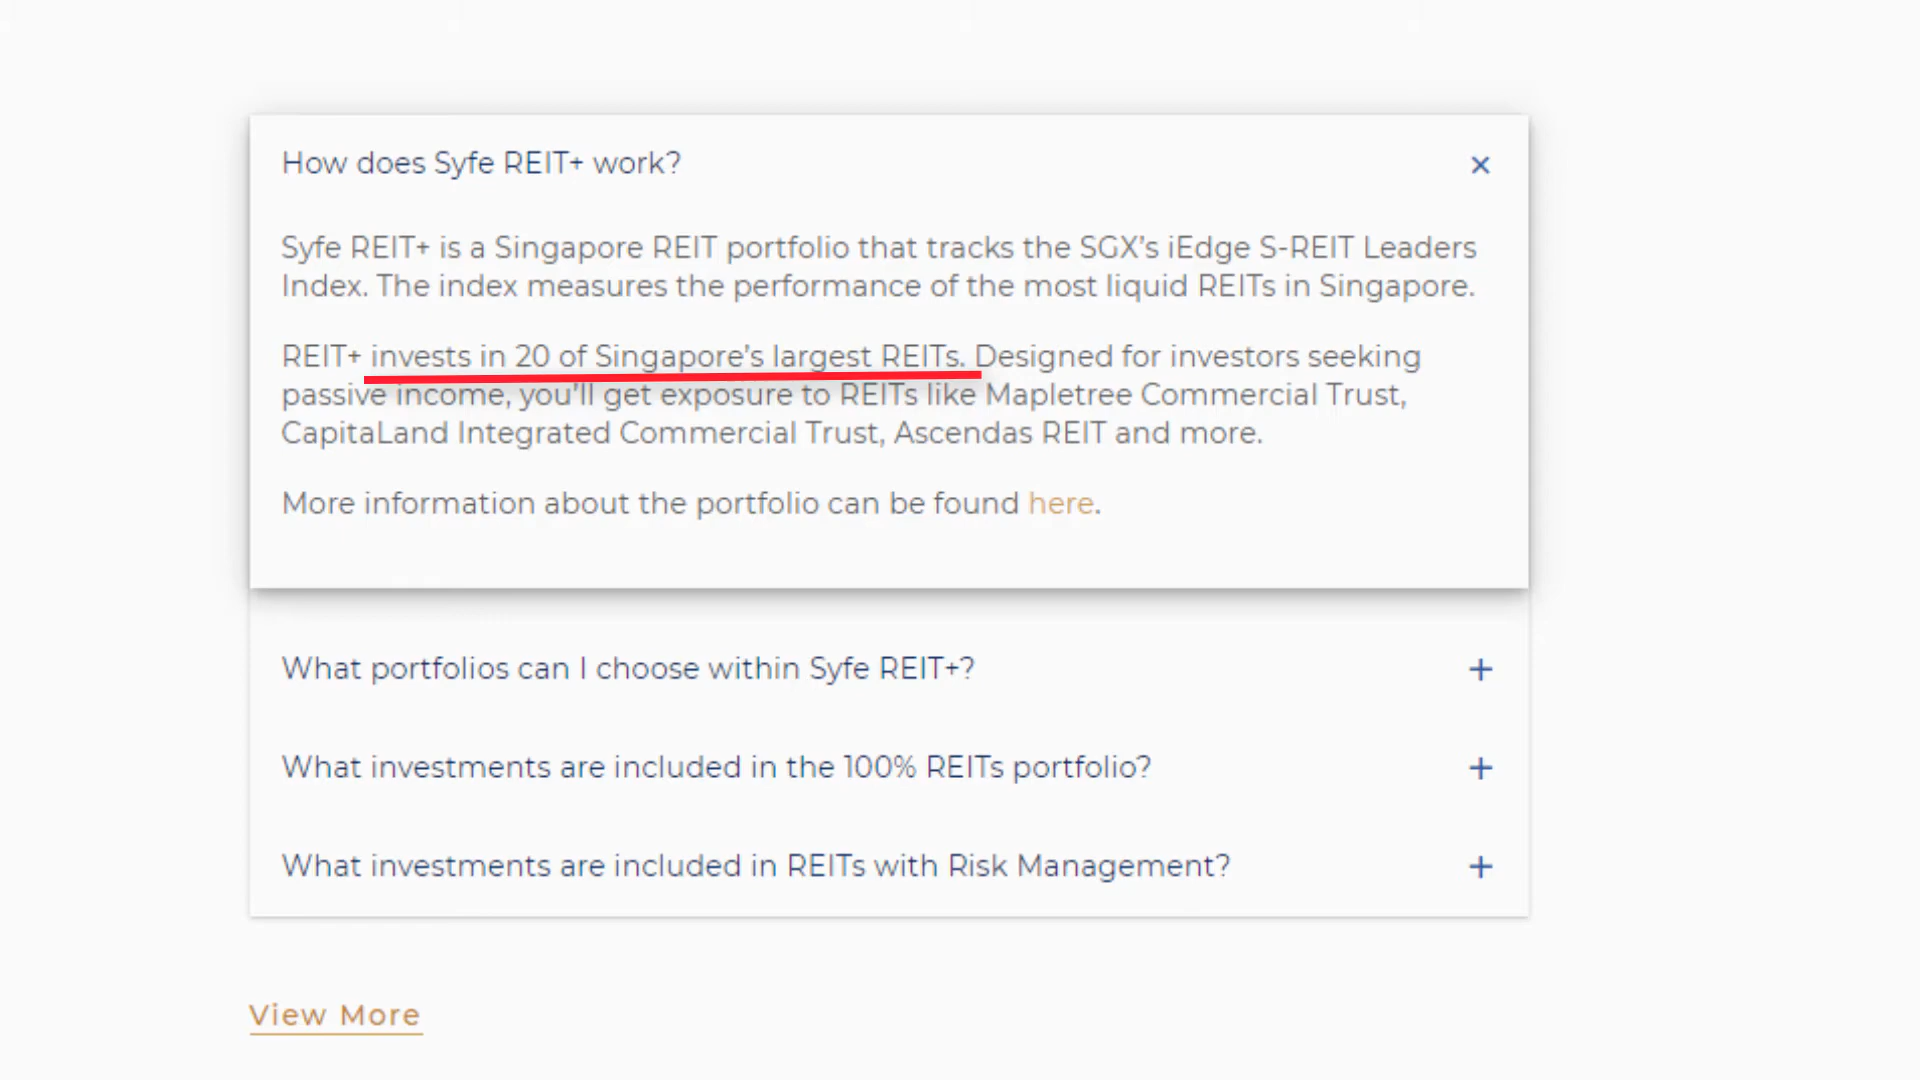 How does Syfe REIT+ work?
Syfe REIT+ is a Singapore REIT portfolio that tracks the SGX’s iEdge S-REIT Leaders
Index. The index measures the performance of the most liquid REITs in Singapore.
REIT+ invests in 20 of Singapore’s largest REITs. Designed for investors seeking
passive income, you’ll get exposure to REITs like Mapletree Commercial Trust,
CapitaLand Integrated Commercial Trust, Ascendas REIT and more.
More information about the portfolio can be found here.
What portfolios can I choose within Syfe REIT+?
What investments are included in the 100% REITs portfolio?
What investments are included in REITs with Risk Management?
View More